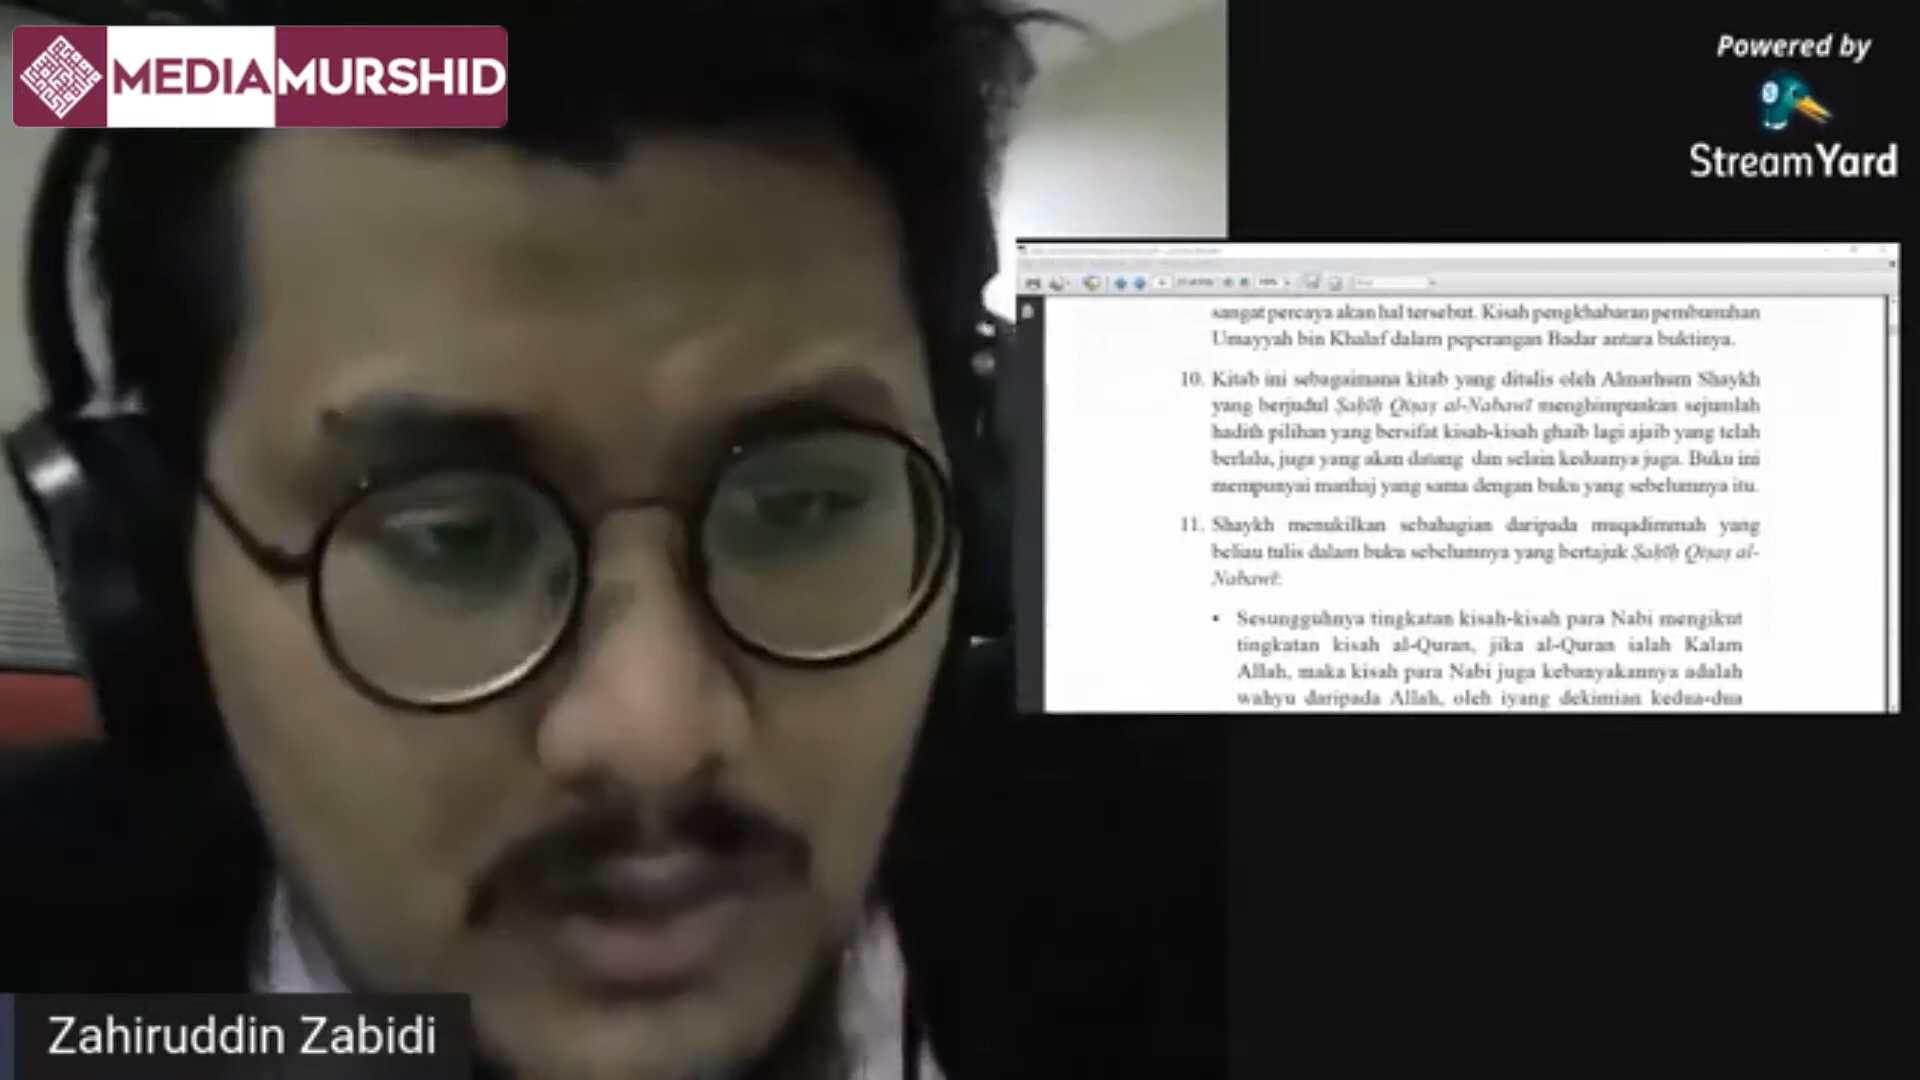 MEDIAMURSHID
Powered by
StreamYard
sangat percaya akan hal tersebut. Kisah pengkhabaran pembunuhan
Umayyah bin Khalaf dalam peperangan Badar antara buktinya.
10. Kitab ini sebagaimana kitab yang ditulis oleh Almarhum Shaykh
yang berjudul Ṣaḥīḥ Qiṣaṣ al-Nabawī menghimpunkan sejumlah
hadith pilihan yang bersifat kisah-kisah ghaib lagi ajaib yang telah
berlalu, juga yang akan datang dan selain keduanya juga. Buku ini
mempunyai manhaj yang sama dengan buku yang sebelumnya itu.
11. Shaykh menukilkan sebahagian daripada muqadimmah yang
beliau tulis dalam buku sebelumnya yang bertajuk Ṣaḥīḥ Qiṣaṣ al-
Nabawī:
• Sesungguhnya tingkatan kisah-kisah para Nabi mengikut
tingkatan kisah al-Quran, jika al-Quran ialah Kalam
Allah, maka kisah para Nabi juga kebanyakannya adalah
wahyu daripada Allah, oleh iyang dekimian kedua-dua
Zahiruddin Zabidi